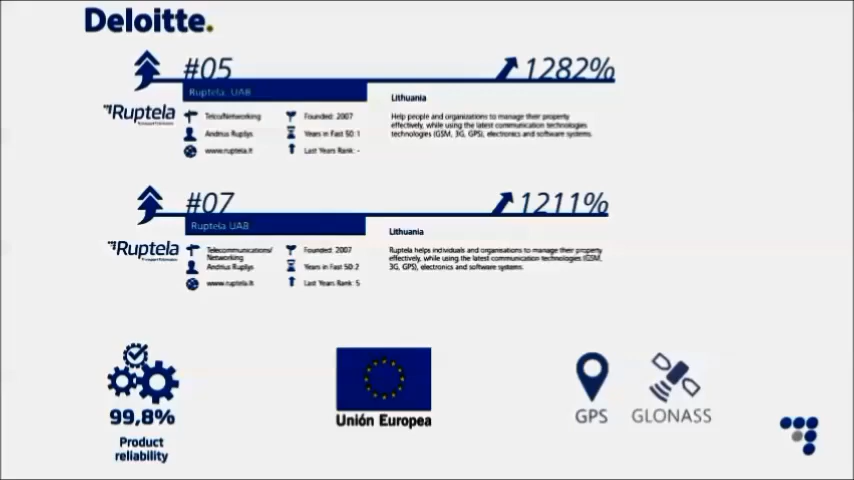 Deloitte.
#05
1282%
Ruptela, UAB
Lithuania
Ruptela
Telco/Networking
Founded: 2007
Help people and organizations to manage their property
effectively, while using the latest communication technologies
technologies (GSM, 3G, GPS), electronics and software systems.
Andrius Rupšys
Years in Fast 50: 1
www.ruptela.lt
Last Years Rank: -
#07
1211%
Ruptela UAB
Lithuania
Ruptela
Telecommunications/
Networking
Founded: 2007
Ruptela helps individuals and organisations to manage their property
effectively, while using the latest communication technologies (GSM,
3G, GPS), electronics and software systems.
Andrius Rupšys
Years in Fast 50: 2
www.ruptela.lt
Last Years Rank: 5
99,8%
Product
reliability
Unión Europea
GPS
GLONASS